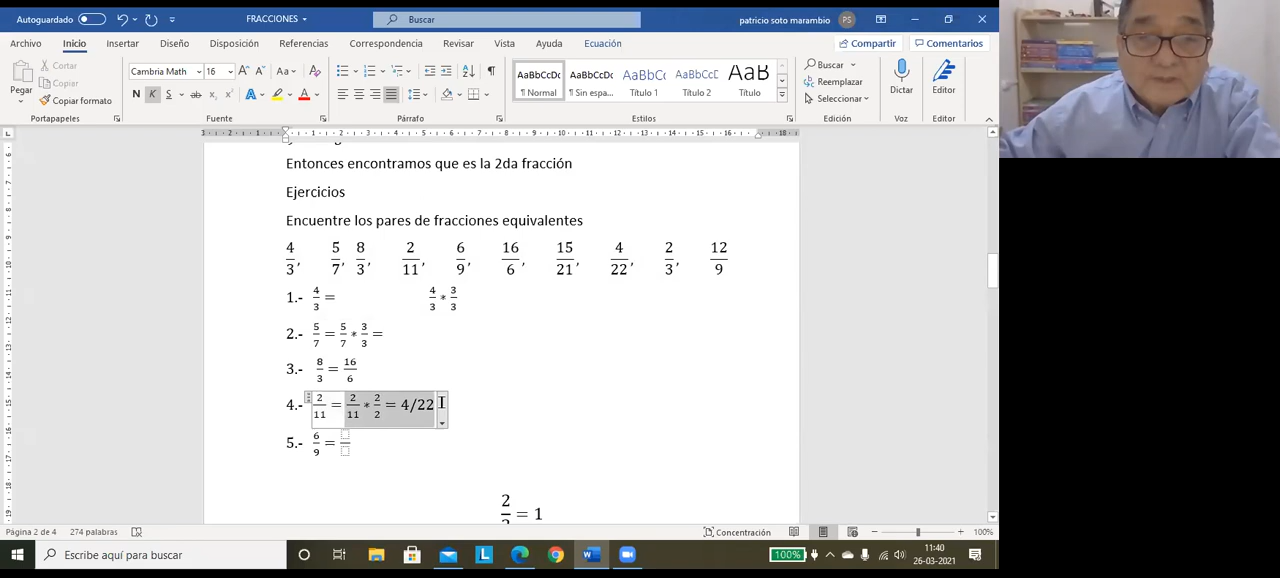 Autoguardado
FRACCIONES
Buscar
patricio soto marambio
PS
Archivo Inicio Insertar Diseño Disposición Referencias Correspondencia Revisar Vista Ayuda Ecuación
Compartir Comentarios
Pegar
Cortar
Copiar
Copiar formato
Cambria Math 16
N K S ab
AaBbCcDc AaBbCcDc AaBbCc AaBbCcD AaB
¶ Normal ¶ Sin espa... Título 1 Título 2 Título
Buscar
Reemplazar
Seleccionar
Dictar
Editor
Portapapeles Fuente Párrafo Estilos Edición Voz Editor
Entonces encontramos que es la 2da fracción
Ejercicios
Encuentre los pares de fracciones equivalentes
4/3, 5/7, 8/3, 2/11, 6/9, 16/6, 15/21, 4/22, 2/3, 12/9
1.- 4/3 = 4/3 * 3/3
2.- 5/7 = 5/7 * 3/3 =
3.- 8/3 = 16/6
4.- 2/11 = 2/11 * 2/2 = 4/22
5.- 6/9 =
Página 2 de 4 274 palabras
Concentración
100%
Escribe aquí para buscar
100%
11:40
26-03-2021